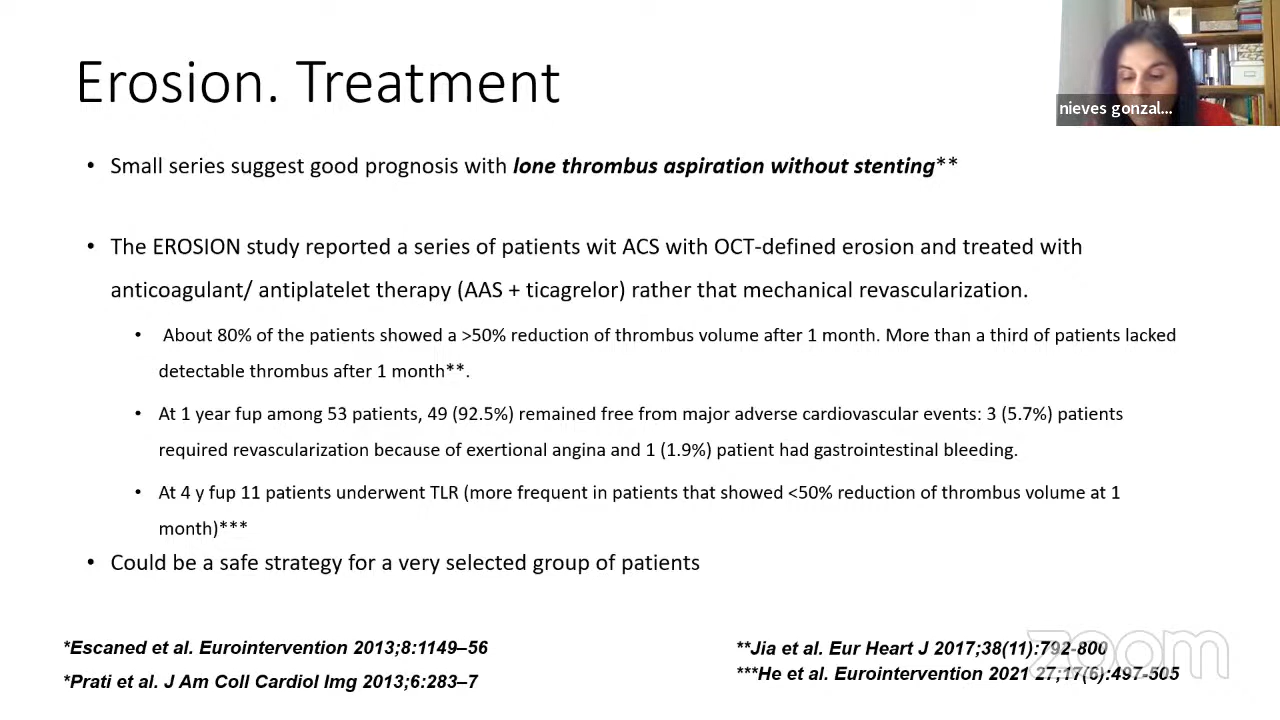 Erosion. Treatment
nieves gonzal...
• Small series suggest good prognosis with lone thrombus aspiration without stenting**
• The EROSION study reported a series of patients wit ACS with OCT-defined erosion and treated with
anticoagulant/ antiplatelet therapy (AAS + ticagrelor) rather that mechanical revascularization.
• About 80% of the patients showed a >50% reduction of thrombus volume after 1 month. More than a third of patients lacked
detectable thrombus after 1 month**.
• At 1 year fup among 53 patients, 49 (92.5%) remained free from major adverse cardiovascular events: 3 (5.7%) patients
required revascularization because of exertional angina and 1 (1.9%) patient had gastrointestinal bleeding.
• At 4 y fup 11 patients underwent TLR (more frequent in patients that showed <50% reduction of thrombus volume at 1
month)***
• Could be a safe strategy for a very selected group of patients
*Escaned et al. Eurointervention 2013;8:1149–56
*Prati et al. J Am Coll Cardiol Img 2013;6:283–7
**Jia et al. Eur Heart J 2017;38(11):792-800
***He et al. Eurointervention 2021 27;17(6):497-505
zoom